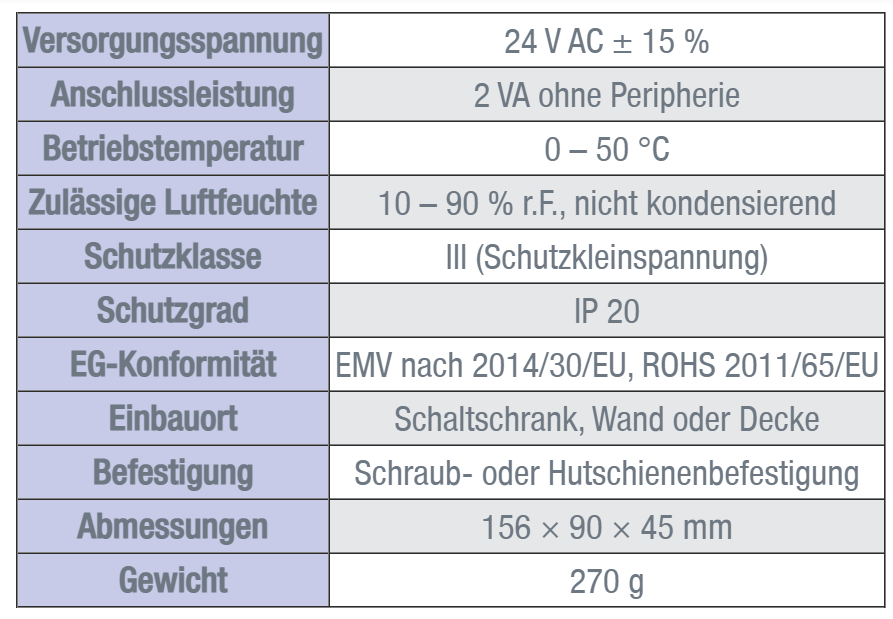 Versorgungsspannung 24 V AC ± 15 %
Anschlussleistung 2 VA ohne Peripherie
Betriebstemperatur 0 – 50 °C
Zulässige Luftfeuchte 10 – 90 % r.F., nicht kondensierend
Schutzklasse III (Schutzkleinspannung)
Schutzgrad IP 20
EG-Konformität EMV nach 2014/30/EU, ROHS 2011/65/EU
Einbauort Schaltschrank, Wand oder Decke
Befestigung Schraub- oder Hutschienenbefestigung
Abmessungen 156 × 90 × 45 mm
Gewicht 270 g